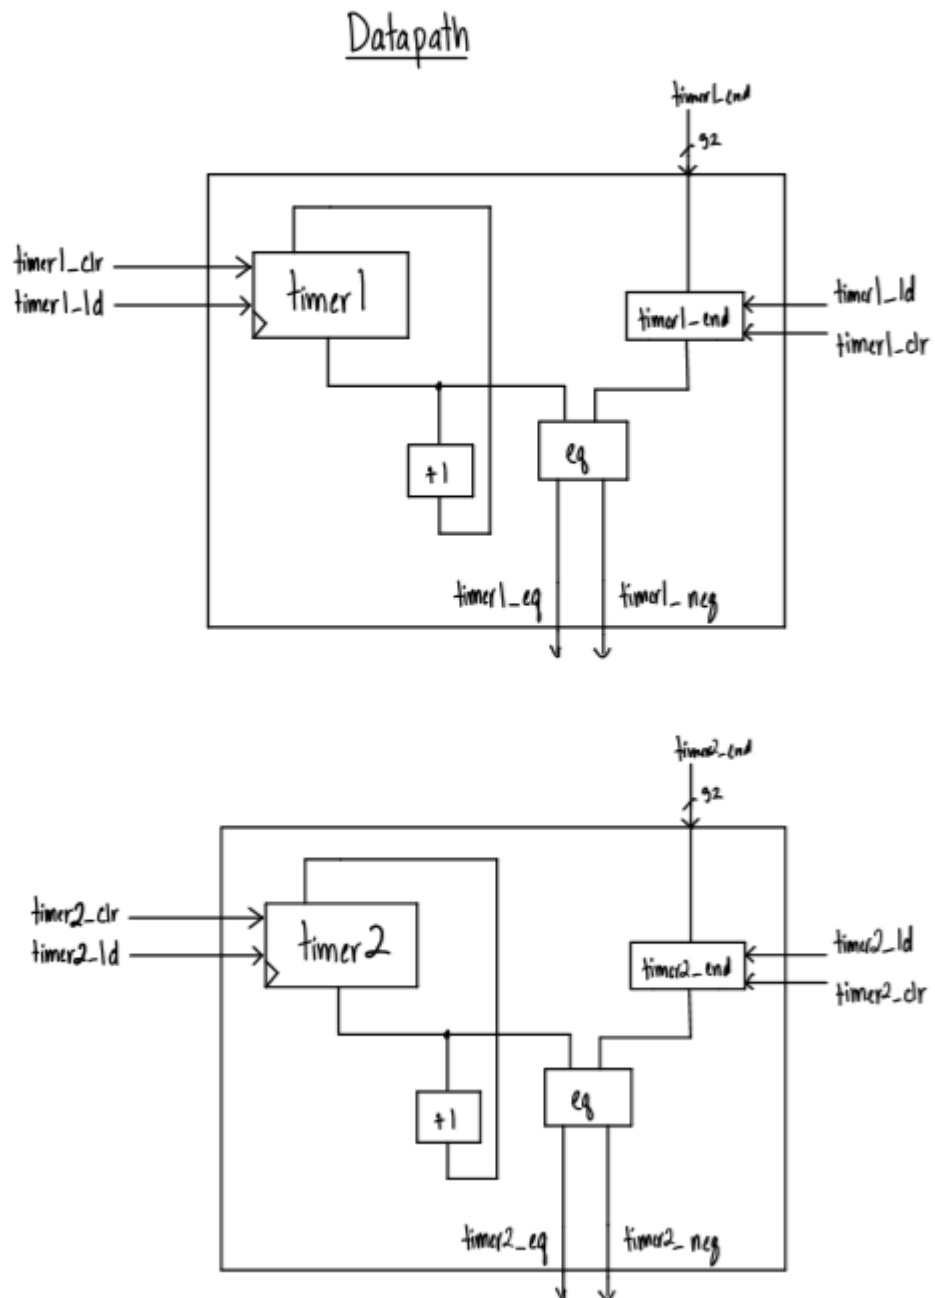 Datapath
timer1_end
32
timer1_clr
timer1_ld
timer1
timer1_end
timer1_ld
timer1_clr
+1
eq
timer1_eq
timer1_neq
timer2_end
32
timer2_clr
timer2_ld
timer2
timer2_end
timer2_ld
timer2_clr
+1
eq
timer2_eq
timer2_neq